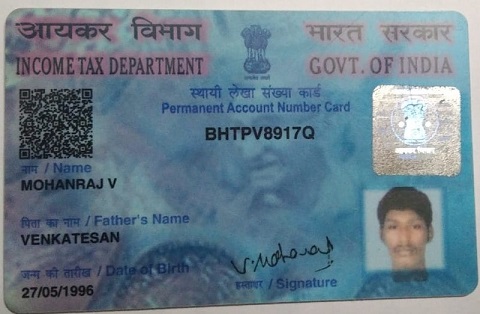 आयकर विभाग
INCOME TAX DEPARTMENT
भारत सरकार
GOVT. OF INDIA
स्थायी लेखा संख्या कार्ड
Permanent Account Number Card
BHTPV8917Q
नाम / Name
MOHANRAJ V
पिता का नाम / Father's Name
VENKATESAN
जन्म की तारीख / Date of Birth
27/05/1996
V. Mohanraj
हस्ताक्षर / Signature